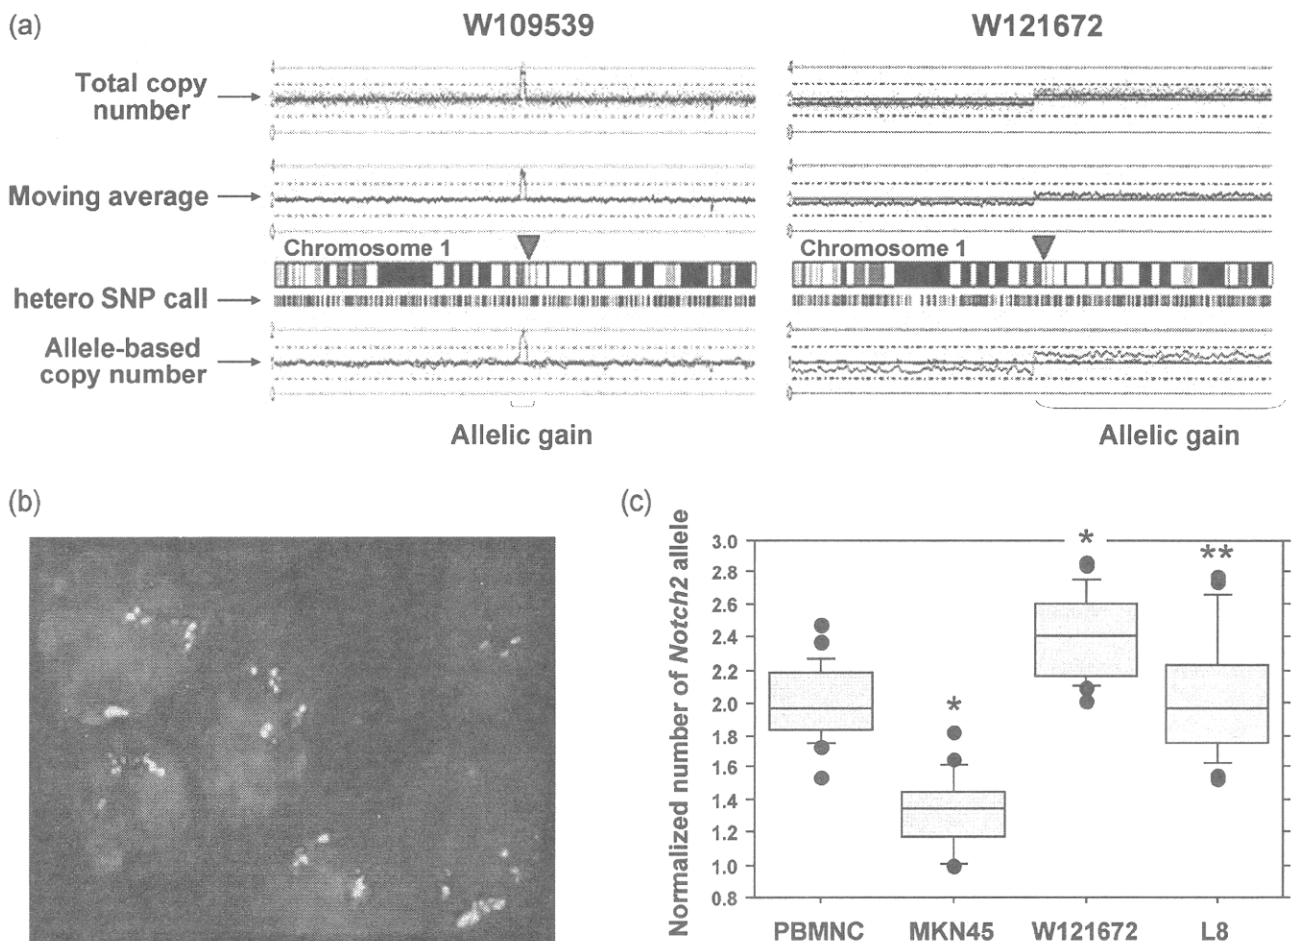 (a)
W109539
W121672
Total copy
number
Moving average
Chromosome 1
Chromosome 1
hetero SNP call
Allele-based
copy number
Allelic gain
Allelic gain
(b)
(c)
Normalized number of Notch2 allele
3.0
2.8
2.6
2.4
2.2
2.0
1.8
1.6
1.4
1.2
1.0
0.8
*
*
**
PBMNC
MKN45
W121672
L8